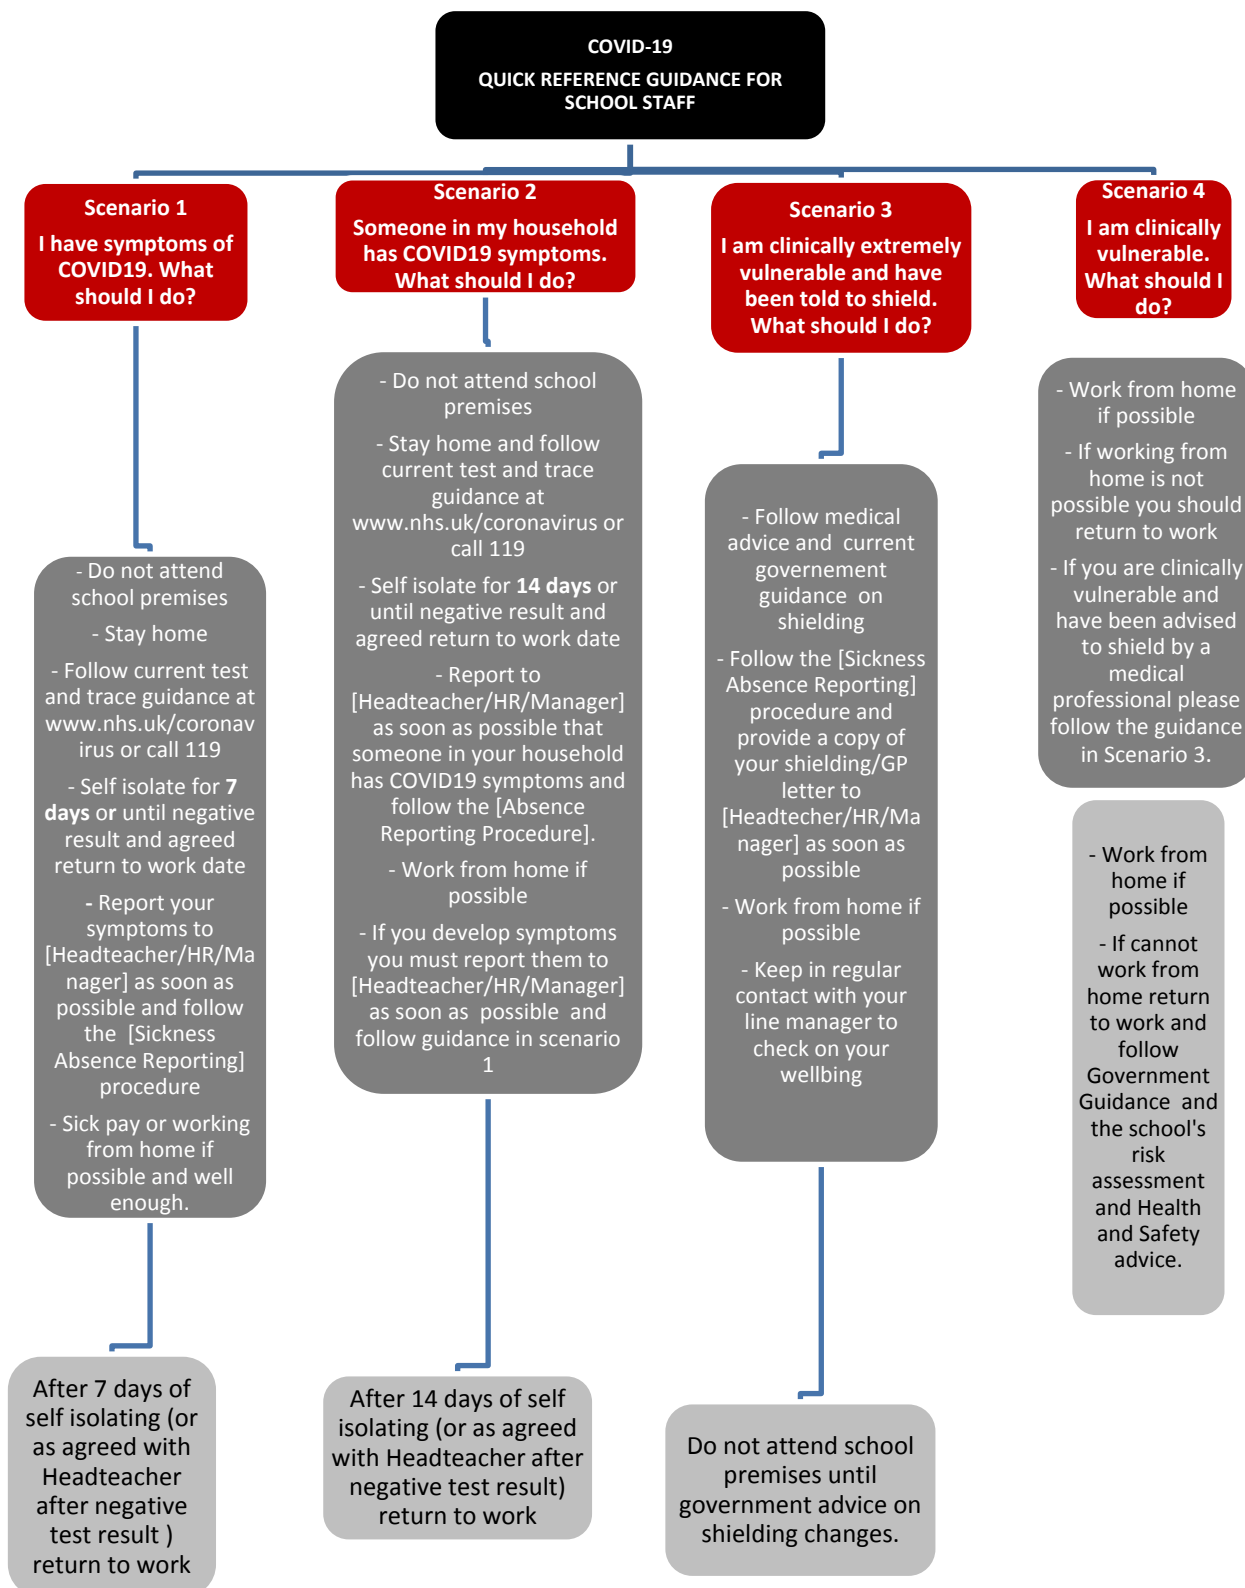 COVID-19
QUICK REFERENCE GUIDANCE FOR
SCHOOL STAFF
Scenario 1
I have symptoms of
COVID19. What
should I do?
- Do not attend
school premises
- Stay home
- Follow current test
and trace guidance at
www.nhs.uk/coronav
irus or call 119
- Self isolate for 7
days or until negative
result and agreed
return to work date
- Report your
symptoms to
[Headteacher/HR/Ma
nager] as soon as
possible and follow
the [Sickness
Absence Reporting]
procedure
- Sick pay or working
from home if
possible and well
enough.
After 7 days of
self isolating (or
as agreed with
Headteacher
after negative
test result )
return to work
Scenario 2
Someone in my household
has COVID19 symptoms.
What should I do?
- Do not attend school
premises
- Stay home and follow
current test and trace
guidance at
www.nhs.uk/coronavirus or
call 119
- Self isolate for 14 days or
until negative result and
agreed return to work date
- Report to
[Headteacher/HR/Manager]
as soon as possible that
someone in your household
has COVID19 symptoms and
follow the [Absence
Reporting Procedure].
- Work from home if
possible
- If you develop symptoms
you must report them to
[Headteacher/HR/Manager]
as soon as possible and
follow guidance in scenario
1
After 14 days of self
isolating (or as agreed
with Headteacher after
negative test result)
return to work
Scenario 3
I am clinically extremely
vulnerable and have
been told to shield.
What should I do?
- Follow medical
advice and current
governement
guidance on
shielding
- Follow the [Sickness
Absence Reporting]
procedure and
provide a copy of
your shielding/GP
letter to
[Headtecher/HR/Ma
nager] as soon as
possible
- Work from home if
possible
- Keep in regular
contact with your
line manager to
check on your
wellbing
Do not attend school
premises until
government advice on
shielding changes.
Scenario 4
I am clinically
vulnerable.
What should I
do?
- Work from home
if possible
- If working from
home is not
possible you should
return to work
- If you are clinically
vulnerable and
have been advised
to shield by a
medical
professional please
follow the guidance
in Scenario 3.
- Work from
home if
possible
- If cannot
work from
home return
to work and
follow
Government
Guidance and
the school's
risk
assessment
and Health
and Safety
advice.